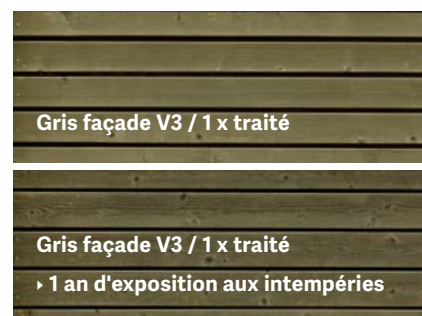 Gris façade V3 / 1 x traité
Gris façade V3 / 1 x traité
‣ 1 an d'exposition aux intempéries